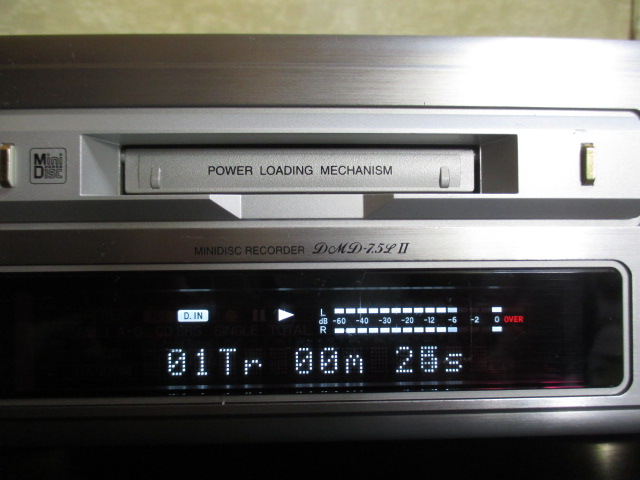 Mini Disc
POWER LOADING MECHANISM
MINIDISC RECORDER DMD-7.5L II
D.IN
L
dB -60 -40 -30 -20 -12 -6 -2 0 OVER
R
01Tr 00m 25s